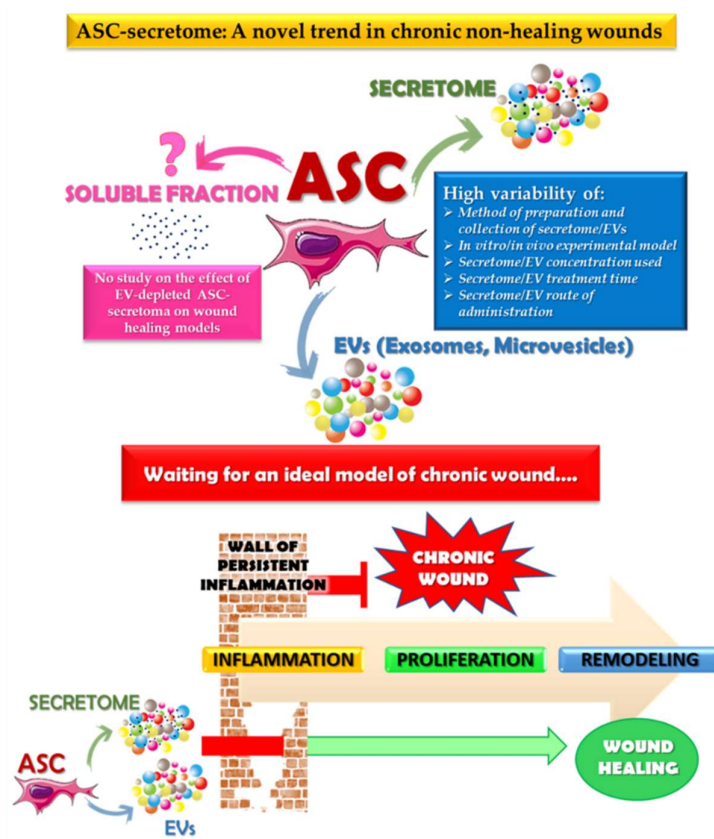 ASC-secretome: A novel trend in chronic non-healing wounds
SECRETOME
?
ASC
SOLUBLE FRACTION
No study on the effect of
EV-depleted ASC-
secretoma on wound
healing models
High variability of:
➢ Method of preparation and
collection of secretome/EVs
➢ In vitro/in vivo experimental model
➢ Secretome/EV concentration used
➢ Secretome/EV treatment time
➢ Secretome/EV route of
administration
EVs (Exosomes, Microvesicles)
Waiting for an ideal model of chronic wound....
WALL OF
PERSISTENT
INFLAMMATION
CHRONIC
WOUND
INFLAMMATION
PROLIFERATION
REMODELING
SECRETOME
ASC
EVs
WOUND
HEALING